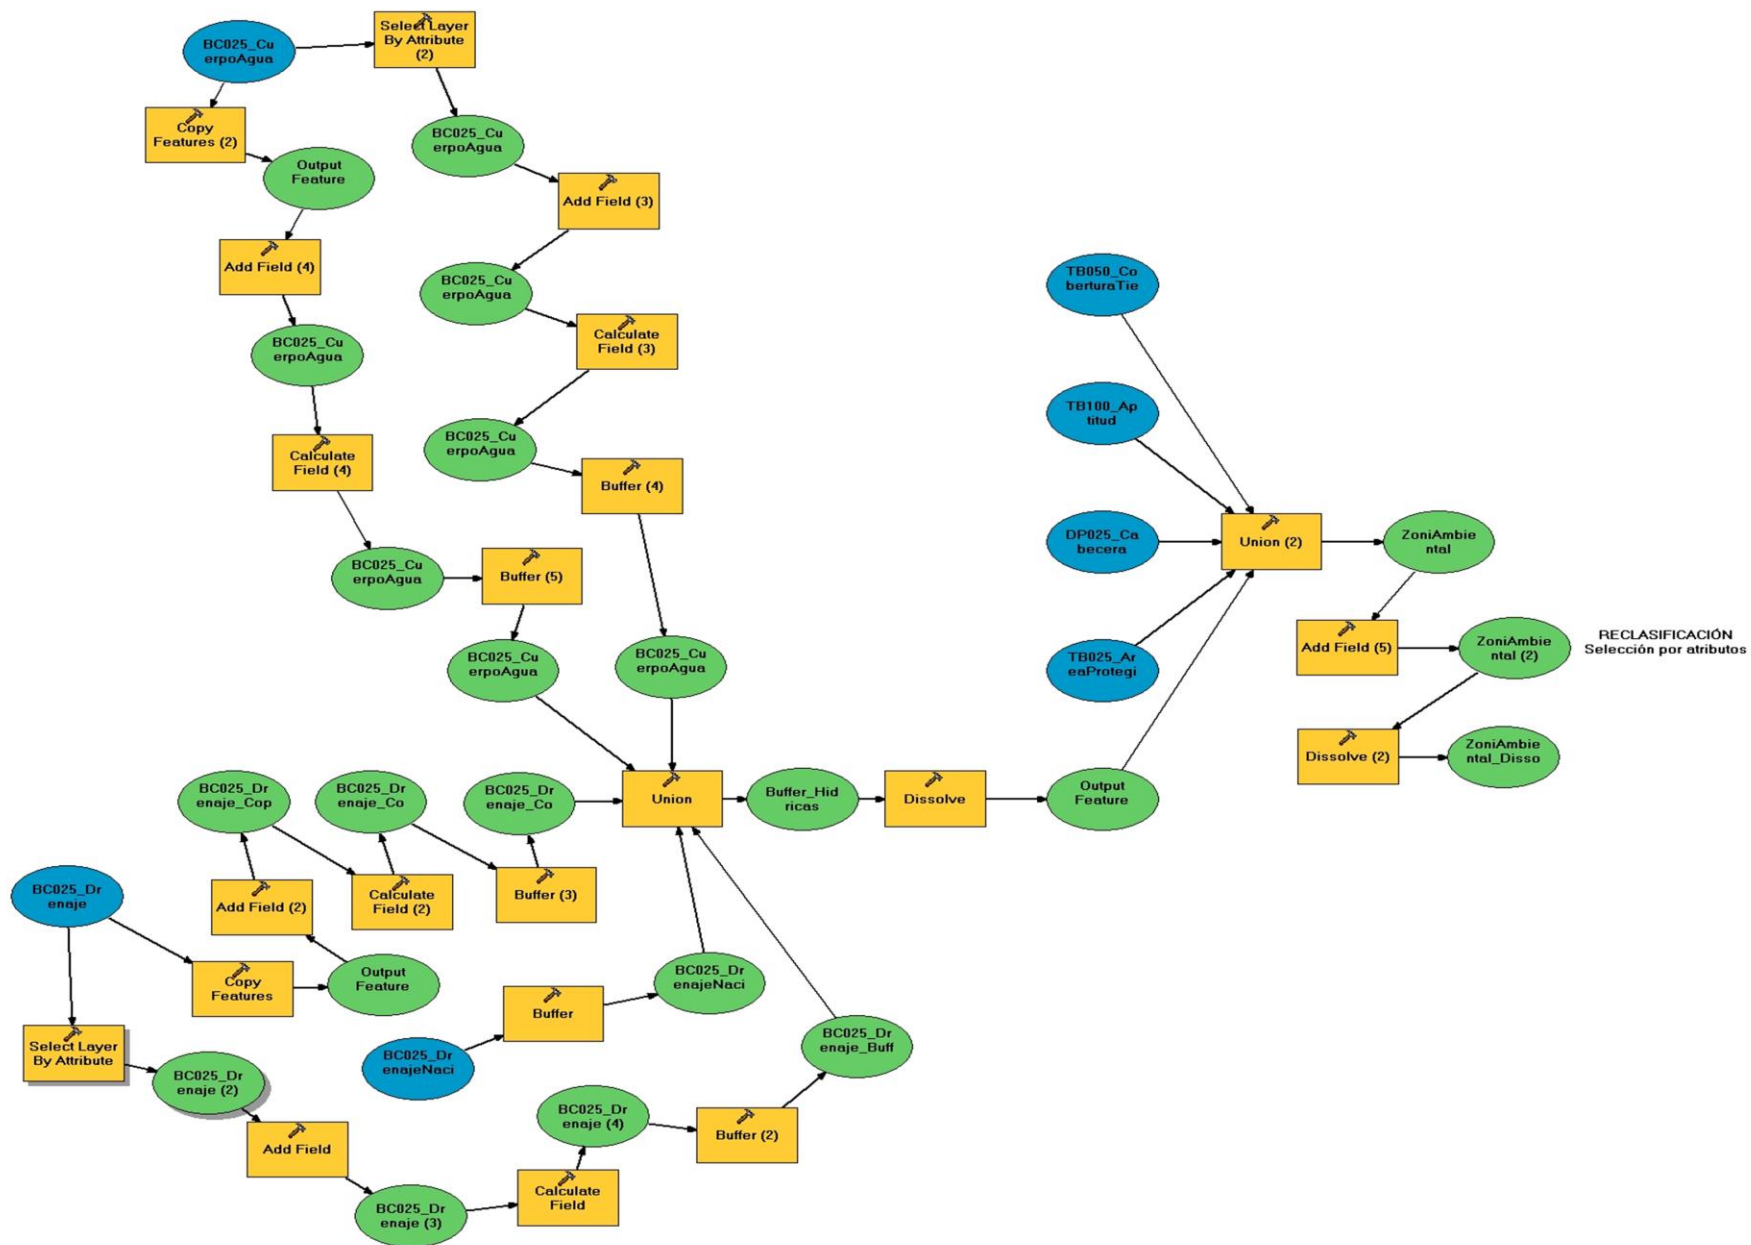 BC025_Cu
erpoAgua
Select Layer
By Attribute
(2)
Copy
Features (2)
Output
Feature
BC025_Cu
erpoAgua
Add Field (3)
Add Field (4)
BC025_Cu
erpoAgua
BC025_Cu
erpoAgua
Calculate
Field (3)
Calculate
Field (4)
BC025_Cu
erpoAgua
Buffer (4)
BC025_Cu
erpoAgua
Buffer (5)
BC025_Cu
erpoAgua
BC025_Cu
erpoAgua
TB050_Co
berturaTie
TB100_Ap
titud
DP025_Ca
becera
TB025_Ar
eaProtegi
Union (2)
ZoniAmbie
ntal
Add Field (5)
ZoniAmbie
ntal (2)
RECLASIFICACIÓN
Selección por atributos
Dissolve (2)
ZoniAmbie
ntal_Disso
BC025_Dr
enaje_Cop
BC025_Dr
enaje_Co
BC025_Dr
enaje_Co
Union
Buffer_Hid
ricas
Dissolve
Output
Feature
BC025_Dr
enaje
Add Field (2)
Calculate
Field (2)
Buffer (3)
Copy
Features
Output
Feature
Buffer
BC025_Dr
enajeNaci
BC025_Dr
enajeNaci
BC025_Dr
enaje_Buff
Select Layer
By Attribute
BC025_Dr
enaje (2)
Add Field
BC025_Dr
enaje (3)
Calculate
Field
BC025_Dr
enaje (4)
Buffer (2)